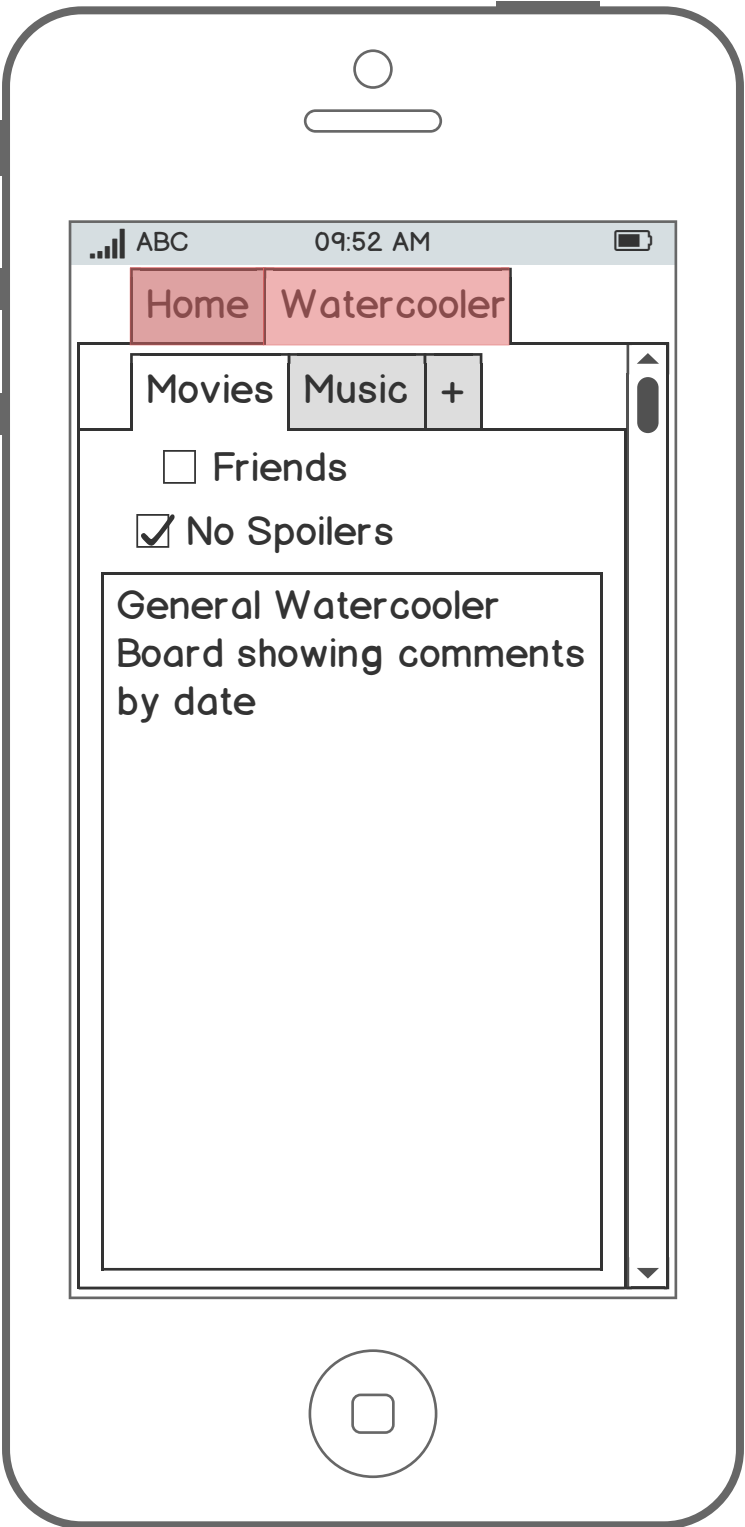 ABC 09:52 AM
Home Watercooler
Movies Music +
Friends
No Spoilers
General Watercooler
Board showing comments
by date